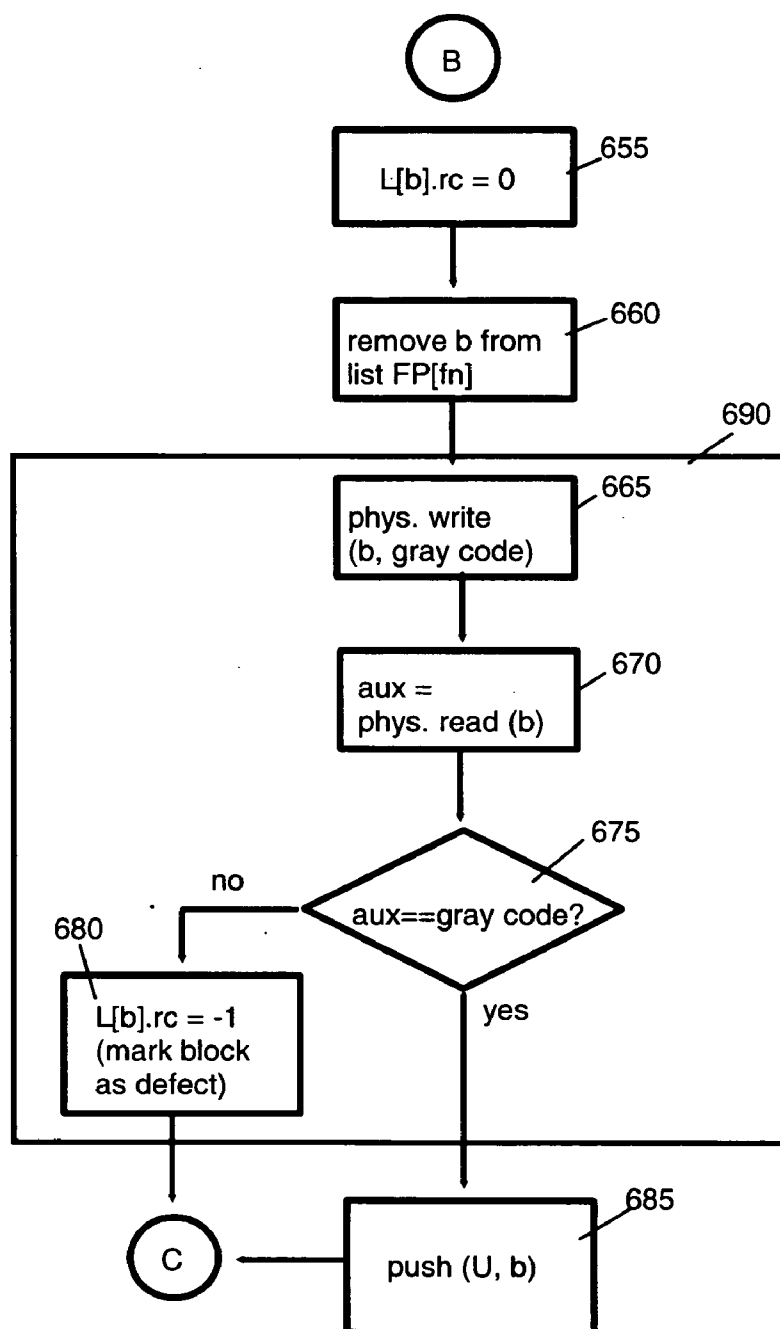 B
655
L[b].rc = 0
660
remove b from
list FP[fn]
690
665
phys. write
(b, gray code)
670
aux =
phys. read (b)
675
no
aux==gray code?
680
yes
L[b].rc = -1
(mark block
as defect)
685
C
push (U, b)